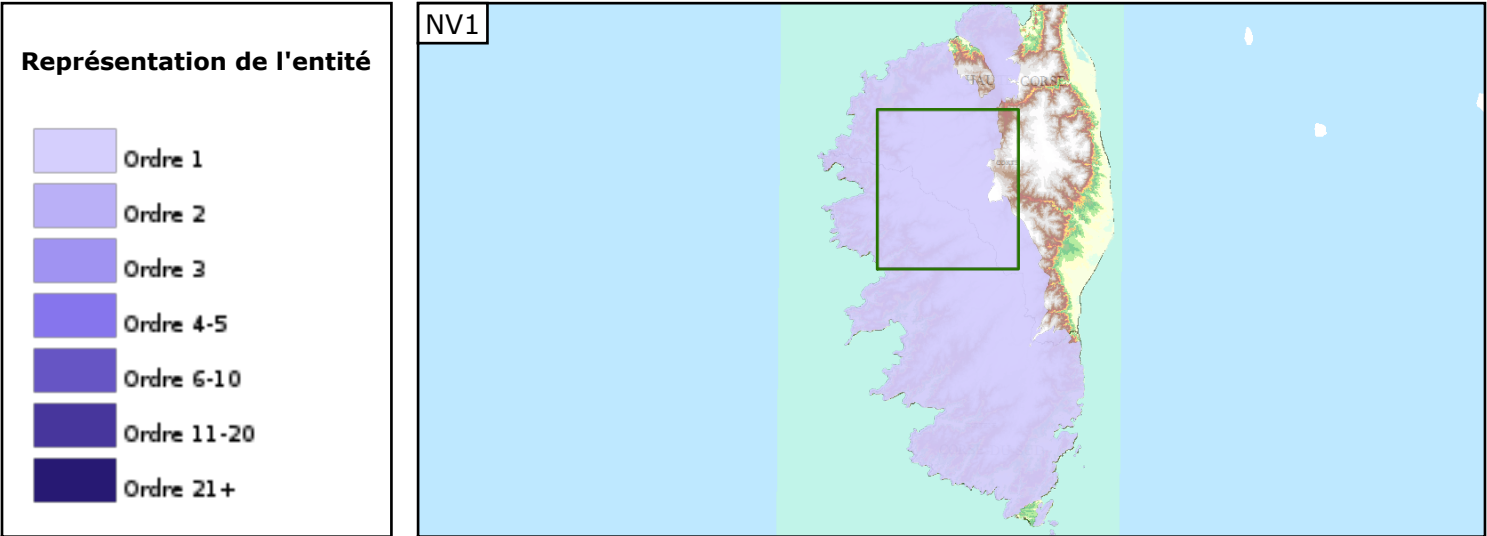 Représentation de l'entité
Ordre 1
Ordre 2
Ordre 3
Ordre 4-5
Ordre 6-10
Ordre 11-20
Ordre 21+
NV1
HAU CORSE